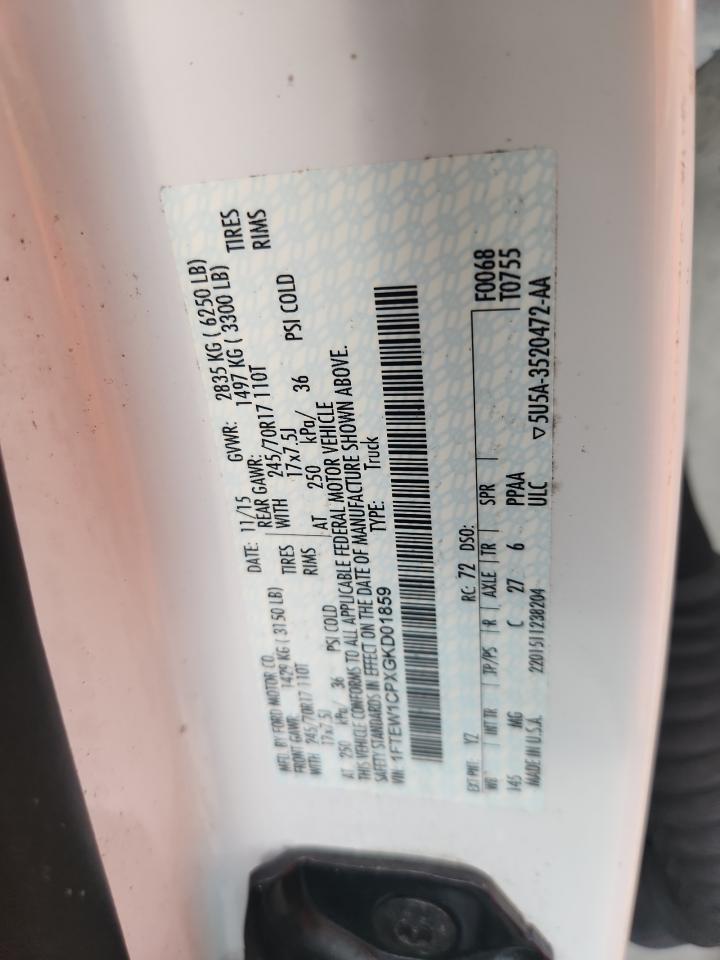 MFD. BY FORD MOTOR CO. DATE: 11/15 GVWR: 2835 KG ( 6250 LB)
FRONT GAWR: 1429 KG ( 3150 LB) REAR GAWR: 1497 KG ( 3300 LB)
WITH 245/70R17 110T TIRES WITH 245/70R17 110T TIRES
17x7.5J RIMS 17x7.5J RIMS
AT 250 kPa/ 36 PSI COLD AT 250 kPa/ 36 PSI COLD
THIS VEHICLE CONFORMS TO ALL APPLICABLE FEDERAL MOTOR VEHICLE
SAFETY STANDARDS IN EFFECT ON THE DATE OF MANUFACTURE SHOWN ABOVE.
VIN: 1FTEW1CPXGKD01859 TYPE: Truck
EXT PNT: YZ RC: 72 DSO: F0068
WB INT TR TP/PS R AXLE TR SPR T0755
145 MG C 27 6 PPAA
MADE IN U.S.A. 2201511238204 ULC ▽5U5A-3520472-AA